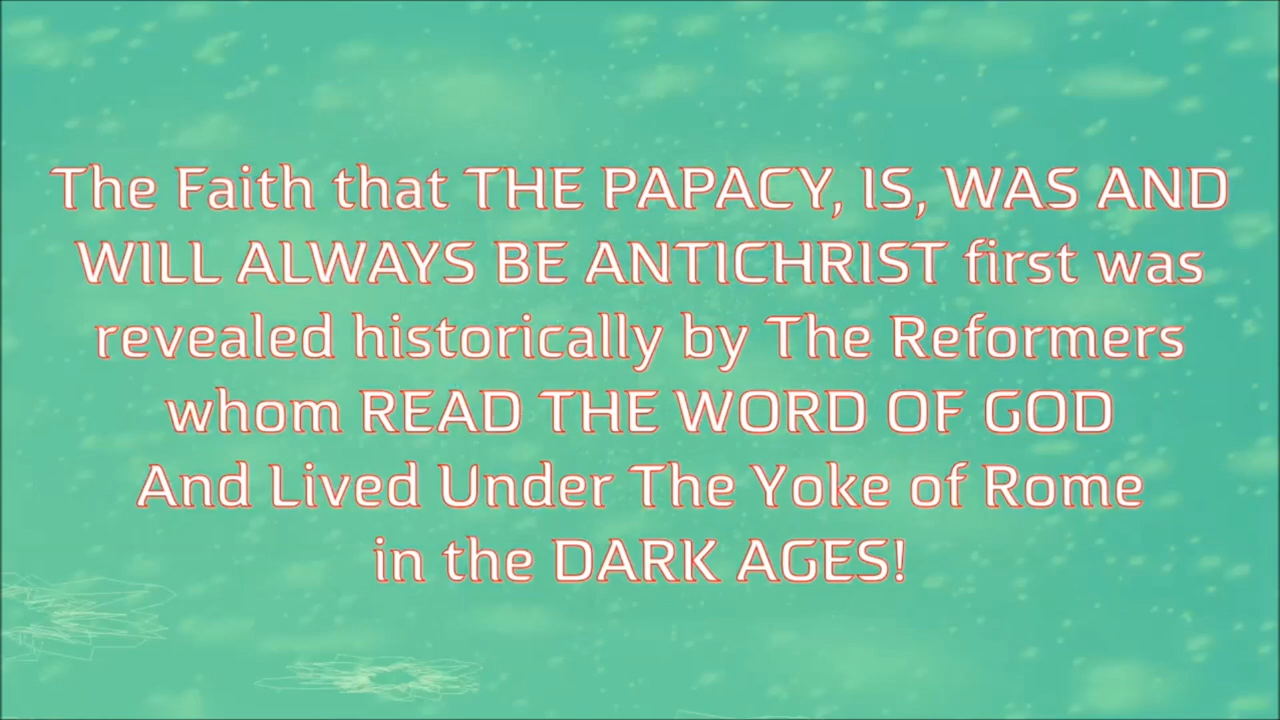 The Faith that THE PAPACY, IS, WAS AND
WILL ALWAYS BE ANTICHRIST first was
revealed historically by The Reformers
whom READ THE WORD OF GOD
And Lived Under The Yoke of Rome
in the DARK AGES!